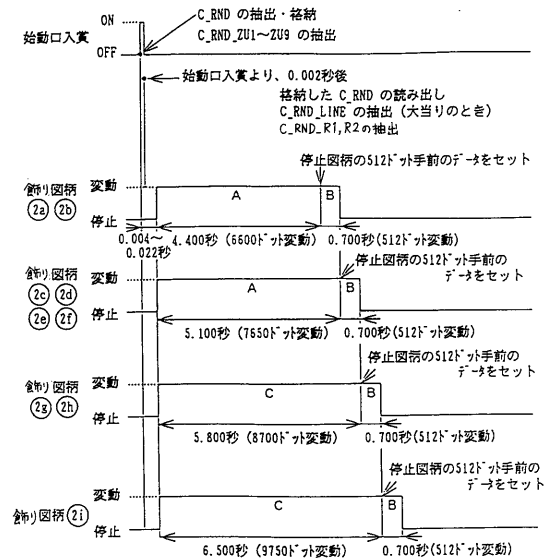 ON
C_RND の抽出・格納
始動口入賞
C_RND_ZU1〜ZU9 の抽出
OFF
始動口入賞より、0.002秒後
格納した C_RND の読み出し
C_RND_LINE の抽出（大当りのとき）
C_RND_R1,R2の抽出
停止図柄の512ドット手前のデータをセット
飾り図柄
2a 2b
変動
A
B
停止
0.004〜
0.022秒
4.400秒 (6600ドット変動)
0.700秒(512ドット変動)
飾り図柄
2c 2d
2e 2f
停止図柄の512ドット手前の
データをセット
変動
A
B
停止
5.100秒 (7650ドット変動)
0.700秒(512ドット変動)
停止図柄の512ドット手前の
データをセット
飾り図柄
2g 2h
変動
C
B
停止
5.800秒 (8700ドット変動)
0.700秒(512ドット変動)
停止図柄の512ドット手前の
データをセット
変動
C
B
飾り図柄 2i
停止
6.500秒 (9750ドット変動)
0.700秒(512ドット変動)